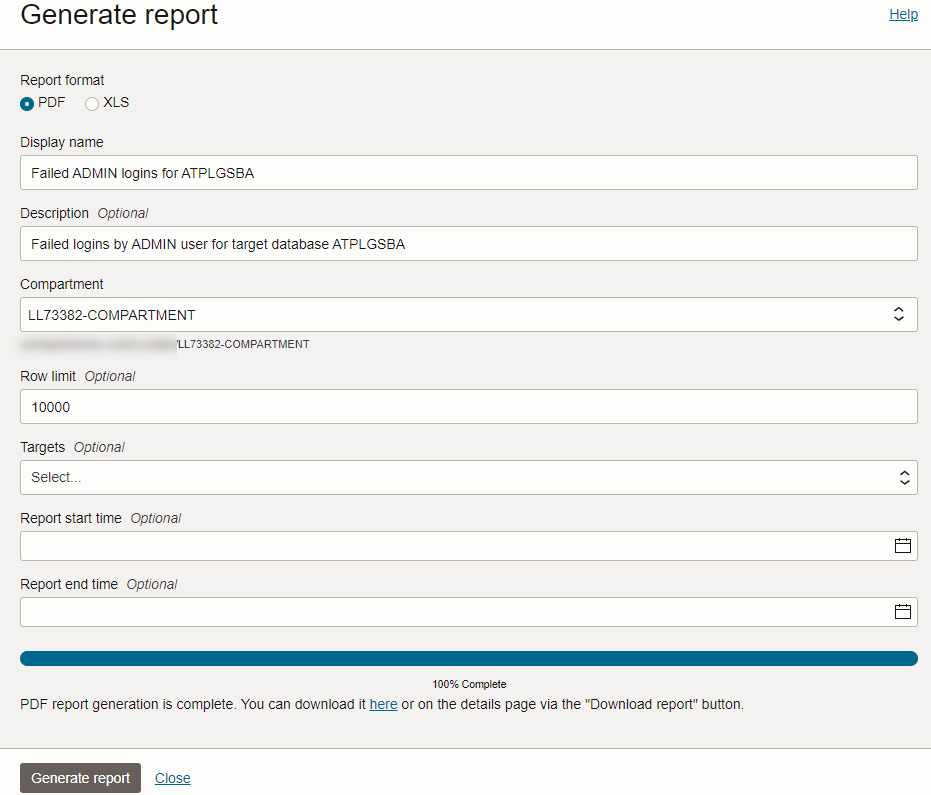 Generate report
Help
Report format
PDF XLS
Display name
Failed ADMIN logins for ATPLGSBA
Description Optional
Failed logins by ADMIN user for target database ATPLGSBA
Compartment
LL73382-COMPARTMENT
/LL73382-COMPARTMENT
Row limit Optional
10000
Targets Optional
Select...
Report start time Optional
Report end time Optional
100% Complete
PDF report generation is complete. You can download it here or on the details page via the "Download report" button.
Generate report Close